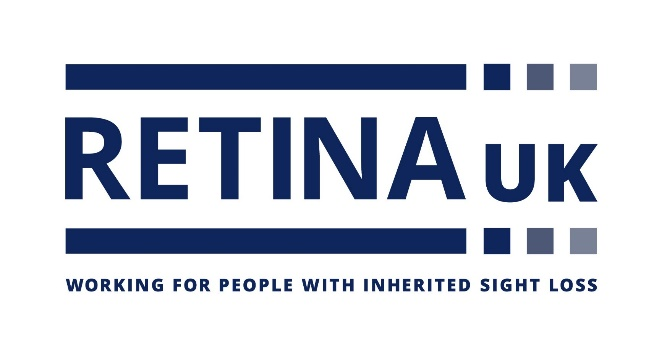 RETINA UK
WORKING FOR PEOPLE WITH INHERITED SIGHT LOSS